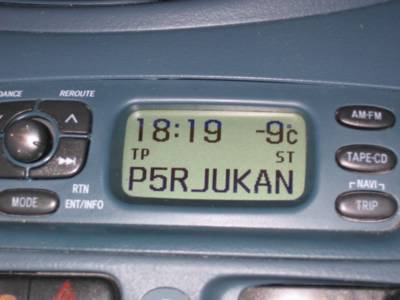 DANCE REROUTE
18:19 -9°c AM-FM
TP ST
TAPE-CD
P5RJUKAN
RTN NAVI
MODE ENT/INFO TRIP